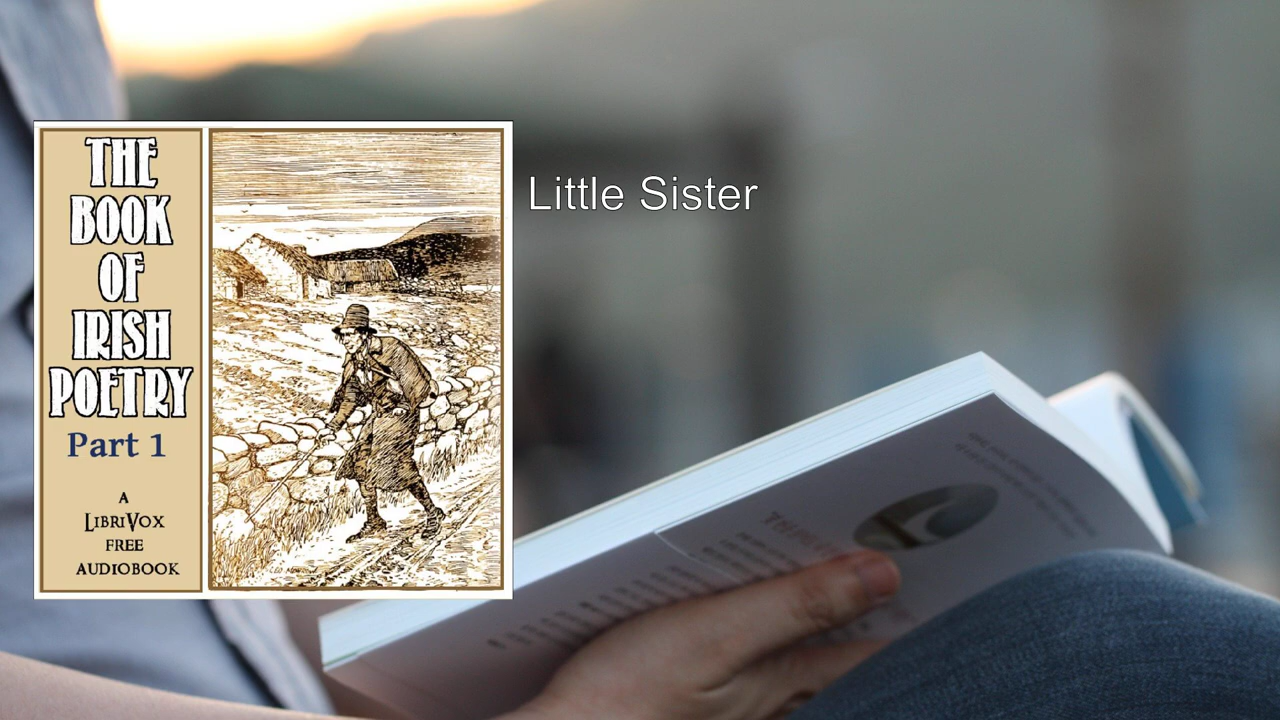 THE
BOOK
OF
IRISH
POETRY
Part 1
A
LIBRIVOX
FREE
AUDIOBOOK
Little Sister